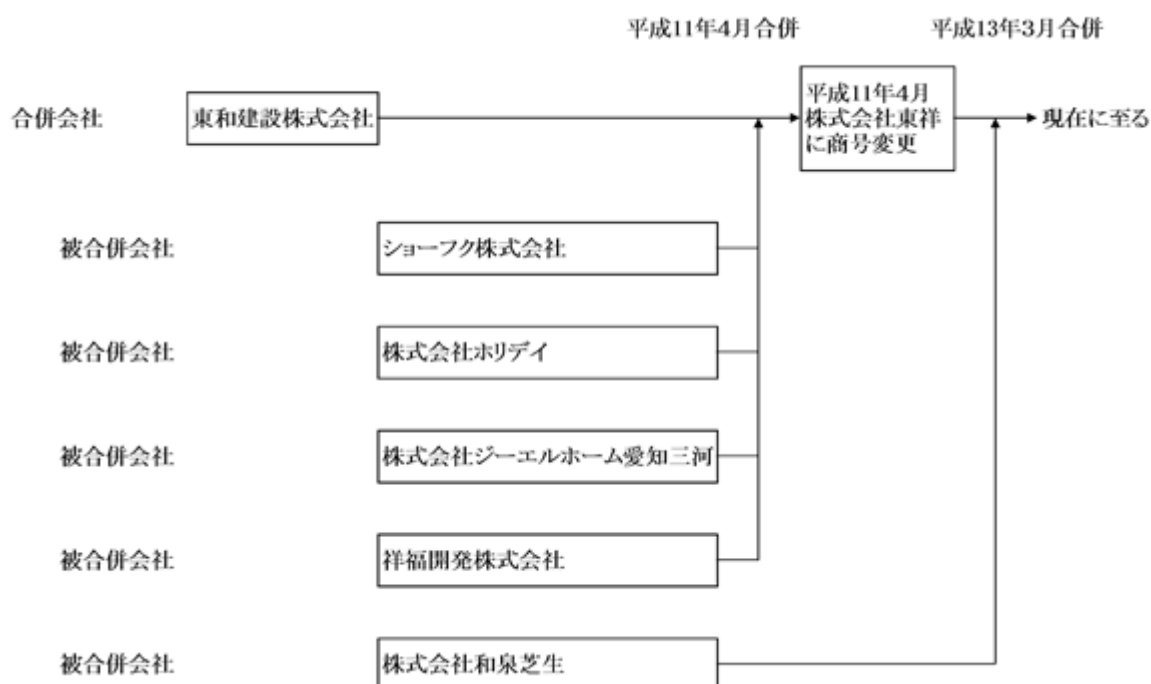 平成11年4月合併
平成13年3月合併
合併会社
東和建設株式会社
平成11年4月
株式会社東祥
に商号変更
現在に至る
被合併会社
ショーフク株式会社
被合併会社
株式会社ホリデイ
被合併会社
株式会社ジーエルホーム愛知三河
被合併会社
祥福開発株式会社
被合併会社
株式会社和泉芝生